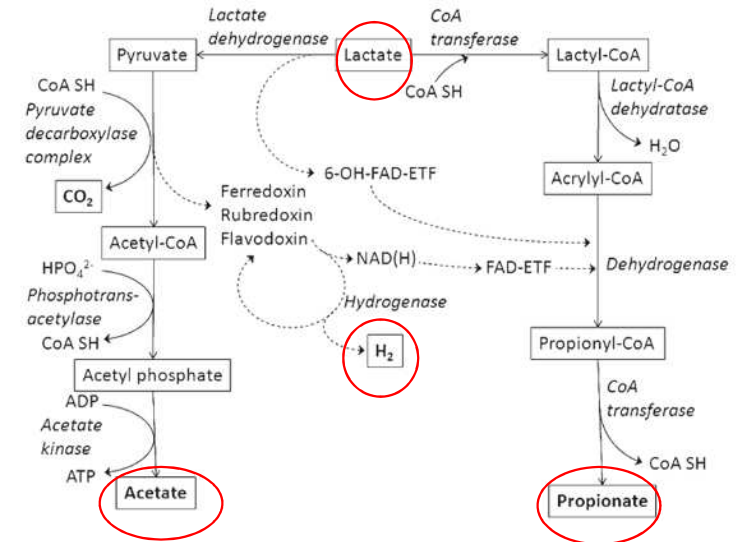 Lactate
dehydrogenase
CoA
transferase
Pyruvate
Lactate
Lactyl-CoA
CoA SH
CoA SH
Pyruvate
decarboxylase
complex
Lactyl-CoA
dehydratase
H₂O
CO₂
6-OH-FAD-ETF
Acrylyl-CoA
Ferredoxin
Rubredoxin
Flavodoxin
Acetyl-CoA
NAD(H)
FAD-ETF
Dehydrogenase
HPO₄²⁻
Phosphotrans-
acetylase
CoA SH
Hydrogenase
H₂
Propionyl-CoA
Acetyl phosphate
ADP
Acetate
kinase
ATP
CoA
transferase
CoA SH
Acetate
Propionate